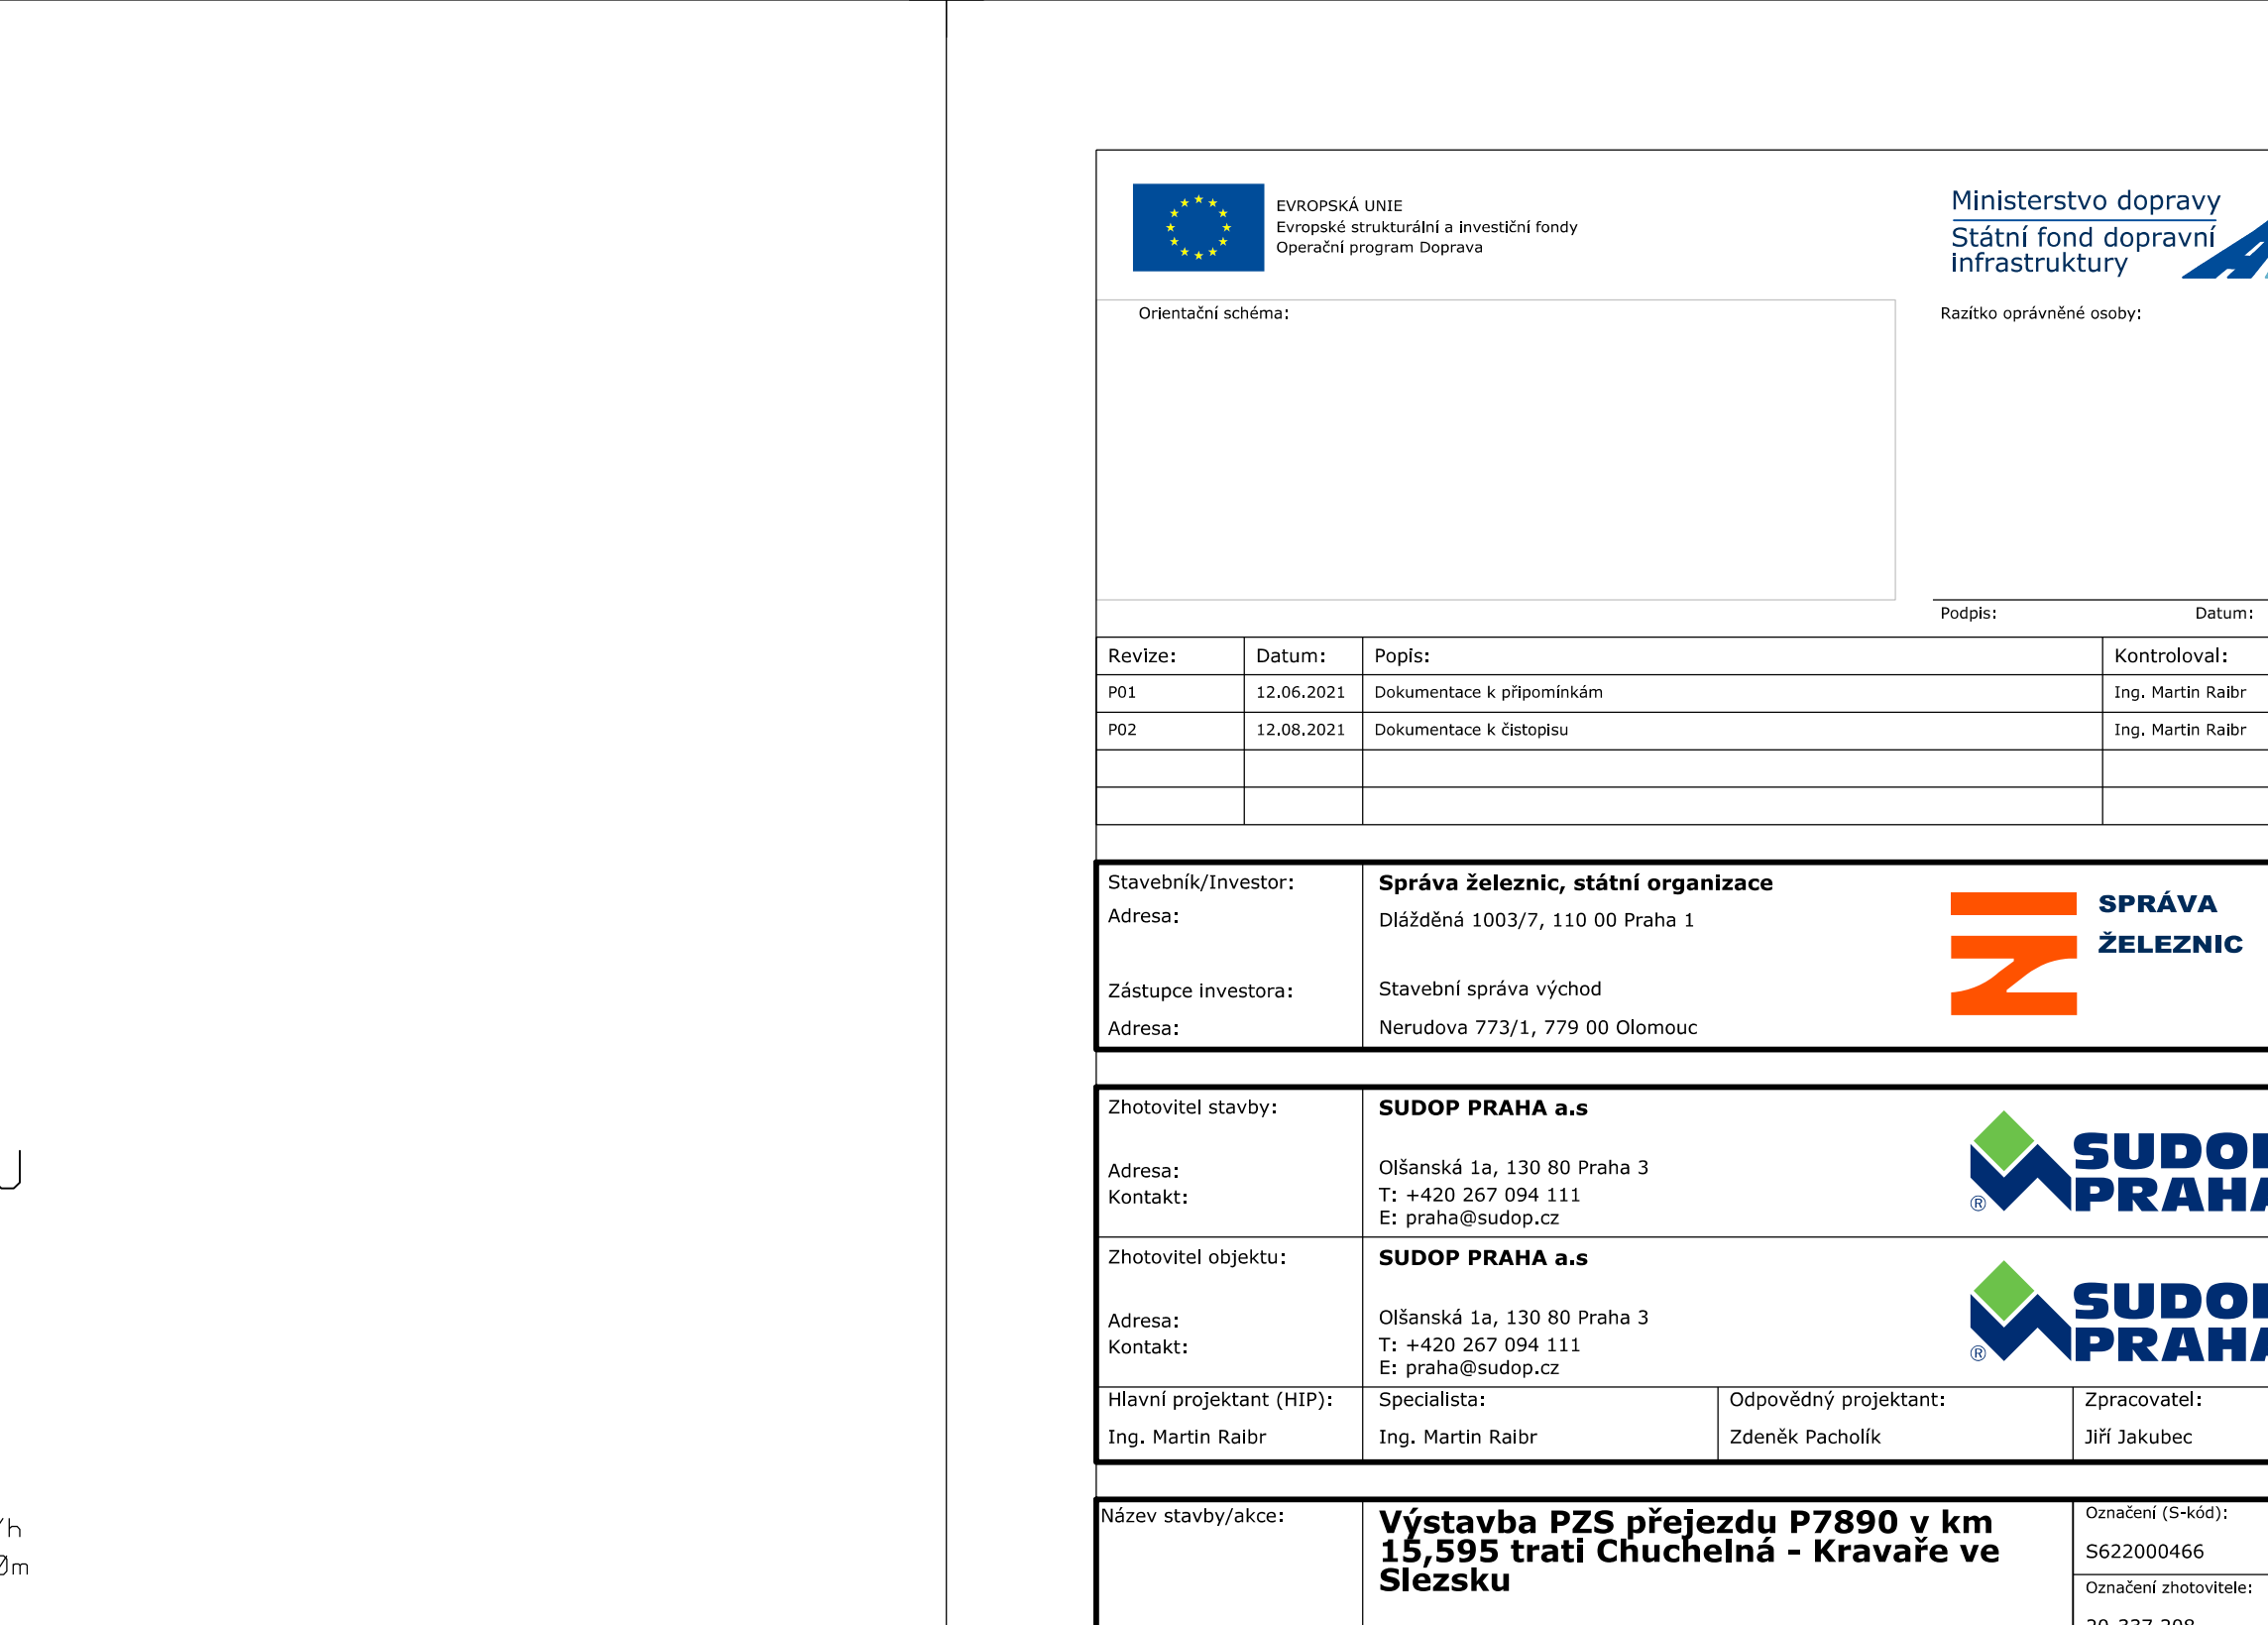 EVROPSKÁ UNIE
Evropské strukturální a investiční fondy
Operační program Doprava
Ministerstvo dopravy
Státní fond dopravní
infrastruktury
Orientační schéma:
Razítko oprávněné osoby:
Podpis: Datum:
Revize: Datum: Popis: Kontroloval:
P01 12.06.2021 Dokumentace k připomínkám Ing. Martin Raibr
P02 12.08.2021 Dokumentace k čistopisu Ing. Martin Raibr
Stavebník/Investor: Správa železnic, státní organizace
Adresa: Dlážděná 1003/7, 110 00 Praha 1
SPRÁVA
ŽELEZNIC
Zástupce investora: Stavební správa východ
Adresa: Nerudova 773/1, 779 00 Olomouc
Zhotovitel stavby: SUDOP PRAHA a.s
Adresa: Olšanská 1a, 130 80 Praha 3
Kontakt: T: +420 267 094 111
E: praha@sudop.cz
SUDOP
PRAHA
®
Zhotovitel objektu: SUDOP PRAHA a.s
Adresa: Olšanská 1a, 130 80 Praha 3
Kontakt: T: +420 267 094 111
E: praha@sudop.cz
SUDOP
PRAHA
®
Hlavní projektant (HIP): Specialista: Odpovědný projektant: Zpracovatel:
Ing. Martin Raibr Ing. Martin Raibr Zdeněk Pacholík Jiří Jakubec
Název stavby/akce: Výstavba PZS přejezdu P7890 v km
15,595 trati Chuchelná - Kravaře ve
Slezsku
Označení (S-kód):
S622000466
Označení zhotovitele:
/h
0m